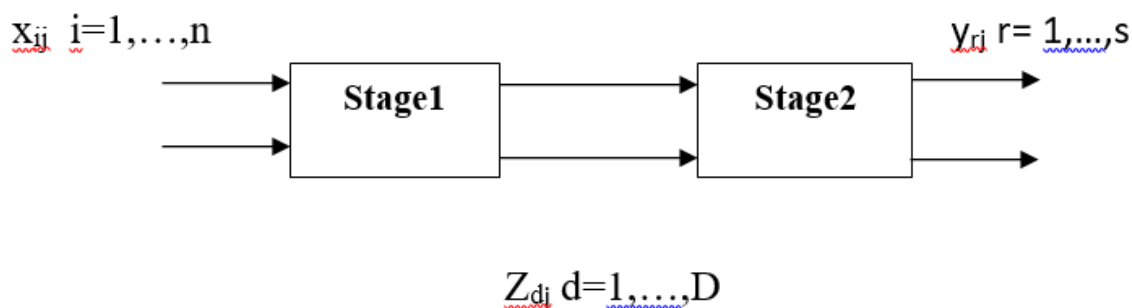 xij i=1,…,n
yrj r= 1,…,s
Stage1
Stage2
Zdj d=1,…,D